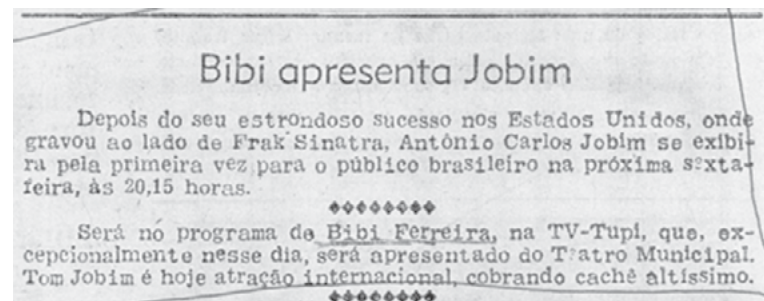 Bibi apresenta Jobim
Depois do seu estrondoso sucesso nos Estados Unidos, onde
gravou ao lado de Frak Sinatra, Antônio Carlos Jobim se exibi-
ra pela primeira vez para o público brasileiro na próxima sexta-
feira, às 20,15 horas.
◆◆◆◆◆◆◆◆
Será no programa de Bibi Ferreira, na TV-Tupi, que, ex-
cepcionalmente nesse dia, será apresentado do Teatro Municipal.
Tom Jobim é hoje atração internacional, cobrando cachê altíssimo.
◆◆◆◆◆◆◆◆